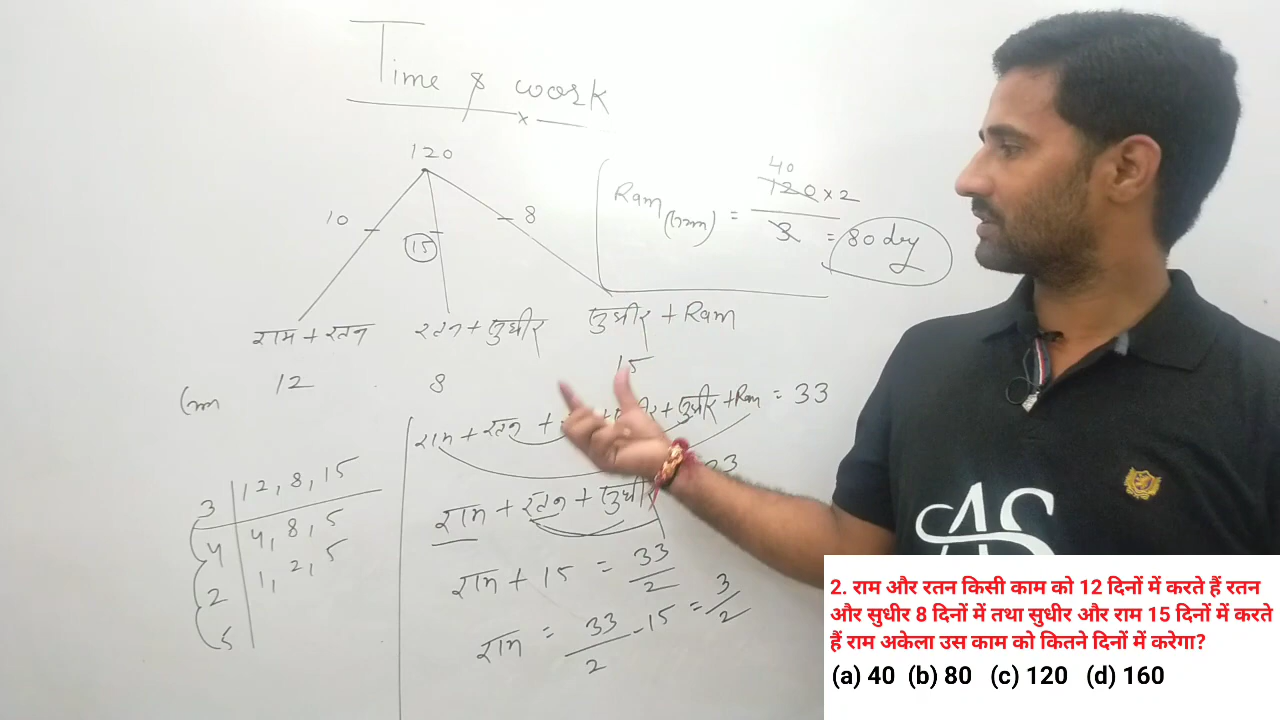 Time & work
120
10 15 8
राम + रतन रतन + सुधीर सुधीर + Ram
12 8 15
40
Ram = 120 x 2
3 = 80 day
राम + रतन + सुधीर + Ram = 33
राम + रतन + सुधीर
राम + 15 = 33
2
राम = 33 - 15 = 3
2 2
3 12, 8, 15
4 4, 8, 5
2 1, 2, 5
5
AS
2. राम और रतन किसी काम को 12 दिनों में करते हैं रतन
और सुधीर 8 दिनों में तथा सुधीर और राम 15 दिनों में करते
हैं राम अकेला उस काम को कितने दिनों में करेगा?
(a) 40 (b) 80 (c) 120 (d) 160